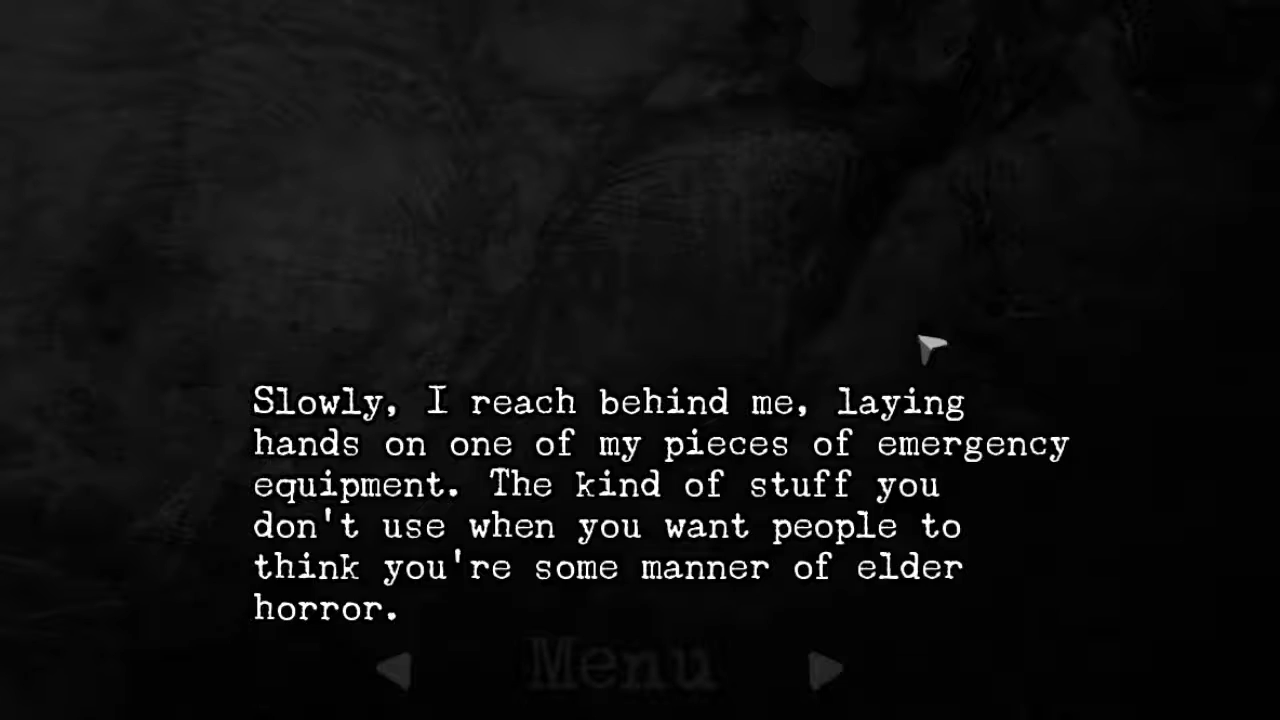 Slowly, I reach behind me, laying
hands on one of my pieces of emergency
equipment. The kind of stuff you
don't use when you want people to
think you're some manner of elder
horror.
Menu